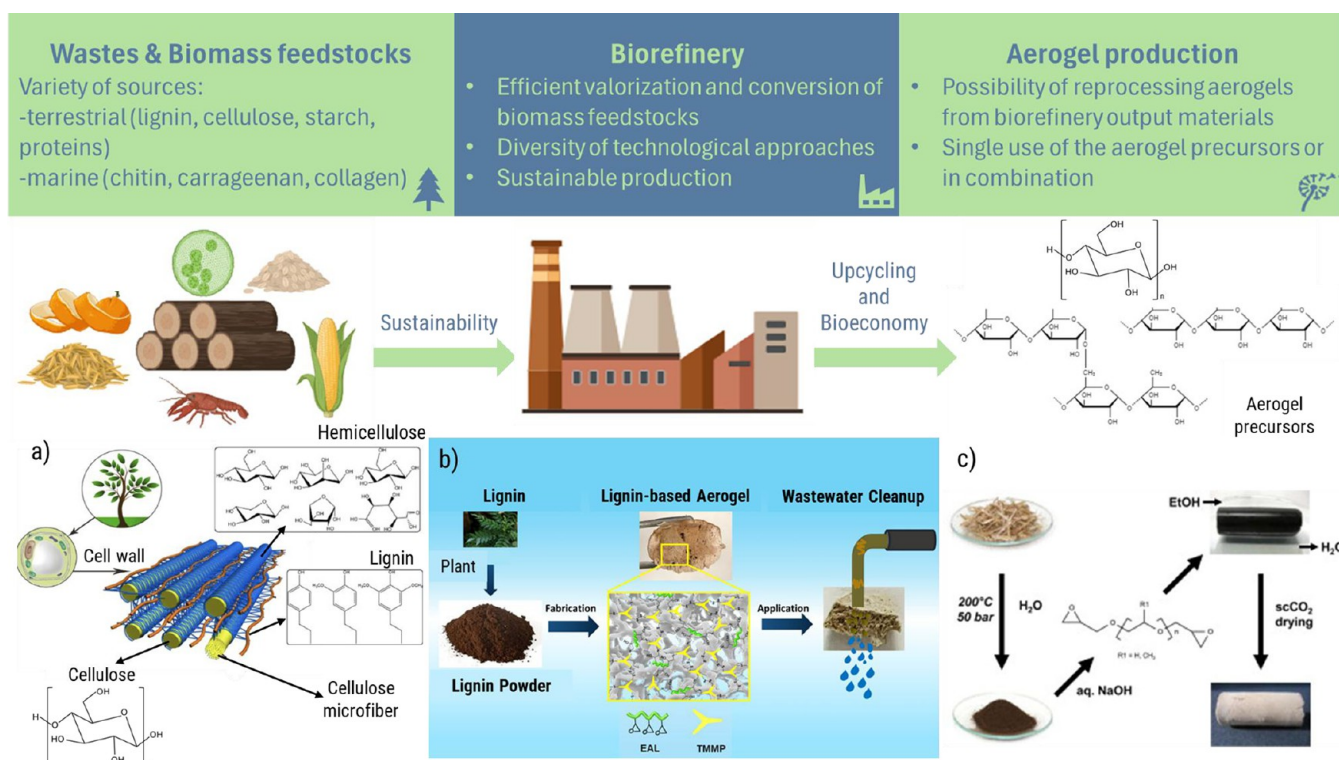 Wastes & Biomass feedstocks
Variety of sources:
-terrestrial (lignin, cellulose, starch,
proteins)
-marine (chitin, carrageenan, collagen)
Biorefinery
• Efficient valorization and conversion of
biomass feedstocks
• Diversity of technological approaches
• Sustainable production
Aerogel production
• Possibility of reprocessing aerogels
from biorefinery output materials
• Single use of the aerogel precursors or
in combination
Sustainability
Upcycling
and
Bioeconomy
Aerogel
precursors
a)
Hemicellulose
Cell wall
Lignin
Cellulose
Cellulose
microfiber
b)
Lignin
Lignin-based Aerogel
Wastewater Cleanup
Plant
Fabrication
Application
Lignin Powder
EAL
TMMP
c)
EtOH
H₂O
200°C
50 bar
H₂O
R1
n
R1 = H, CH₃
aq. NaOH
scCO₂
drying